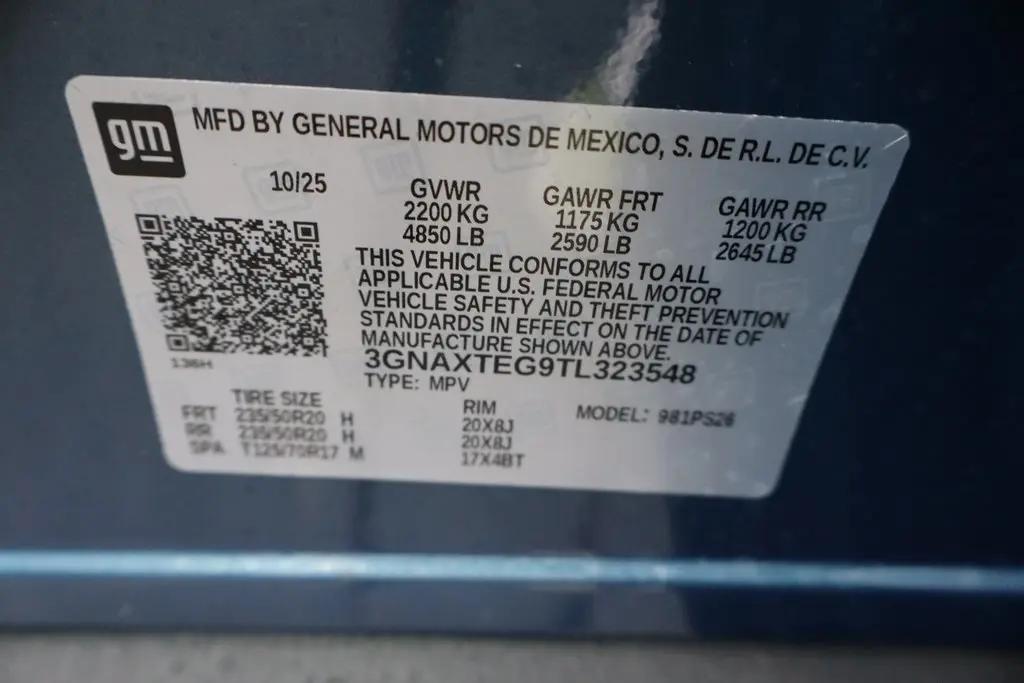 gm
MFD BY GENERAL MOTORS DE MEXICO, S. DE R.L. DE C.V.
10/25
GVWR GAWR FRT GAWR RR
2200 KG 1175 KG 1200 KG
4850 LB 2590 LB 2645 LB
THIS VEHICLE CONFORMS TO ALL
APPLICABLE U.S. FEDERAL MOTOR
VEHICLE SAFETY AND THEFT PREVENTION
STANDARDS IN EFFECT ON THE DATE OF
MANUFACTURE SHOWN ABOVE.
136H
3GNAXTEG9TL323548
TYPE: MPV
TIRE SIZE RIM MODEL: 981PS26
FRT 235/50R20 H 20X8J
RR 235/50R20 H 20X8J
SPA T125/70R17 M 17X4BT